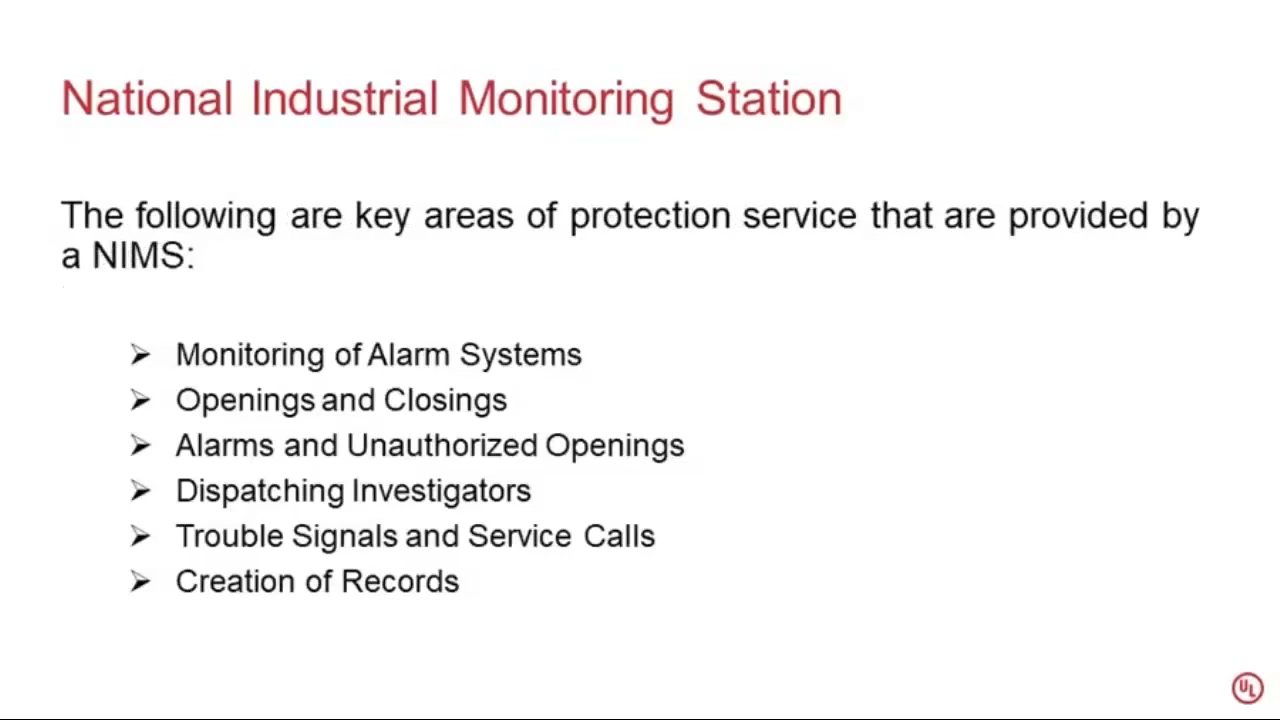 National Industrial Monitoring Station
The following are key areas of protection service that are provided by
a NIMS:
Monitoring of Alarm Systems
Openings and Closings
Alarms and Unauthorized Openings
Dispatching Investigators
Trouble Signals and Service Calls
Creation of Records
UL